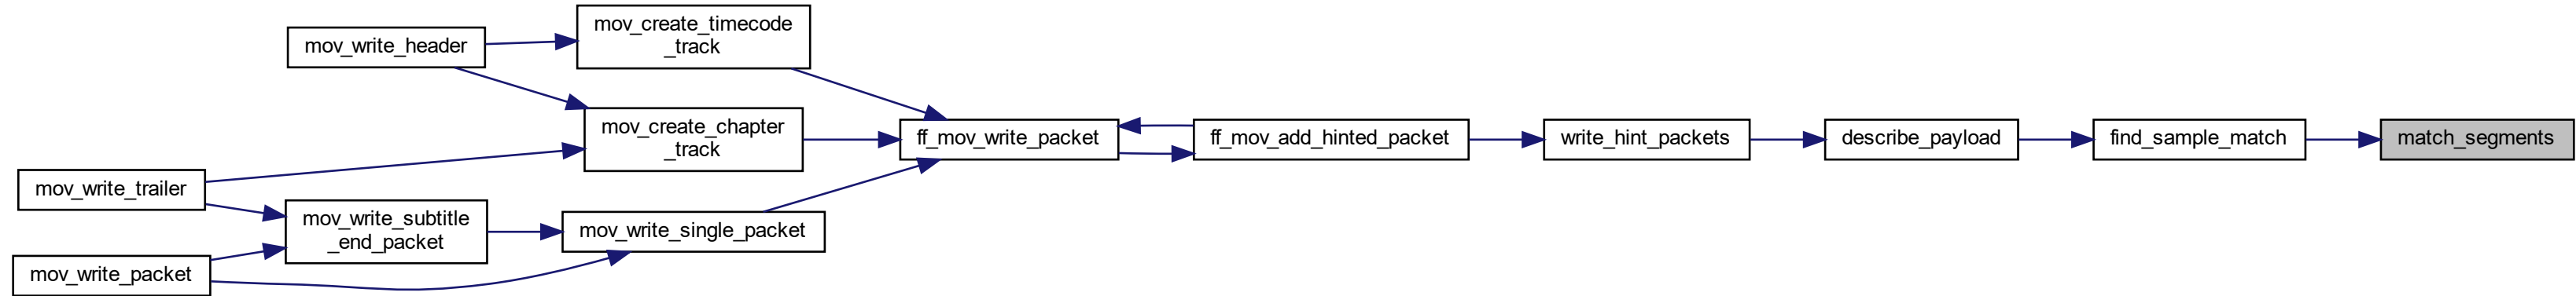 mov_write_header
mov_create_timecode
_track
mov_create_chapter
_track
mov_write_trailer
mov_write_subtitle
_end_packet
mov_write_packet
mov_write_single_packet
ff_mov_write_packet
ff_mov_add_hinted_packet
write_hint_packets
describe_payload
find_sample_match
match_segments